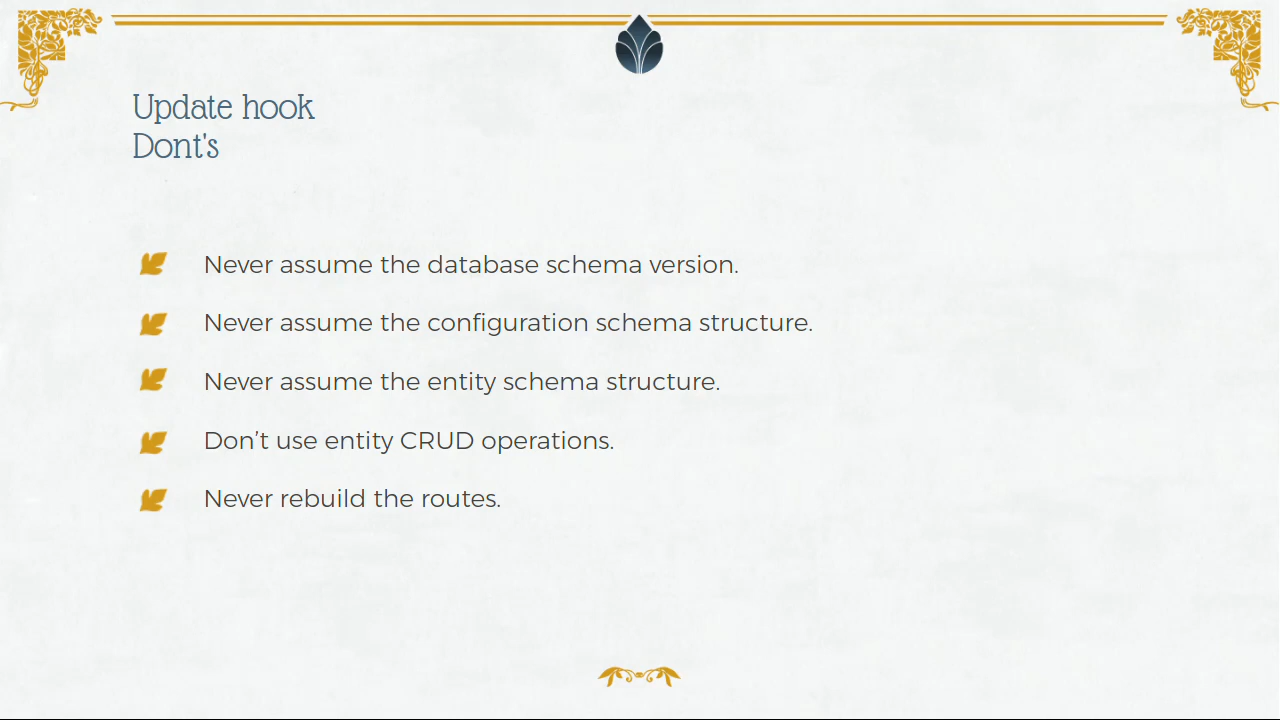 Update hook
Dont's
Never assume the database schema version.
Never assume the configuration schema structure.
Never assume the entity schema structure.
Don’t use entity CRUD operations.
Never rebuild the routes.